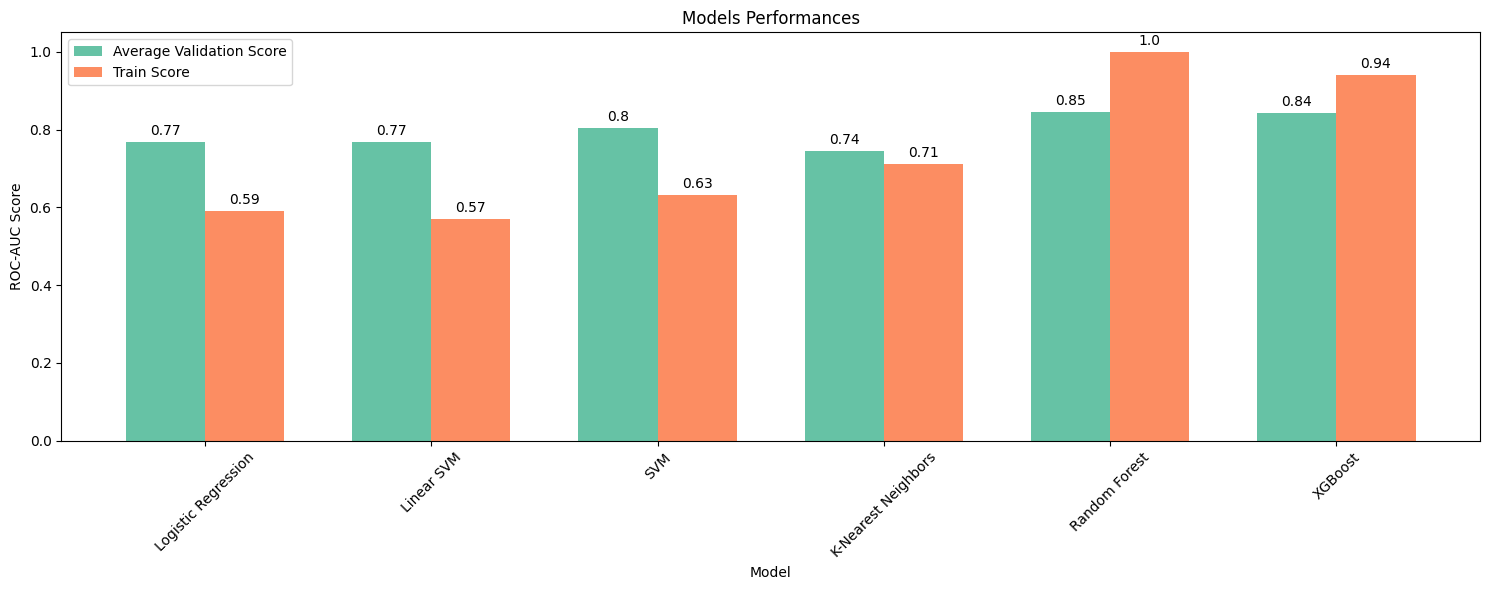 Models Performances
Average Validation Score
Train Score
ROC-AUC Score
1.0
0.8
0.6
0.4
0.2
0.0
0.77
0.59
0.77
0.57
0.8
0.63
0.74
0.71
0.85
1.0
0.84
0.94
Logistic Regression
Linear SVM
SVM
K-Nearest Neighbors
Random Forest
XGBoost
Model